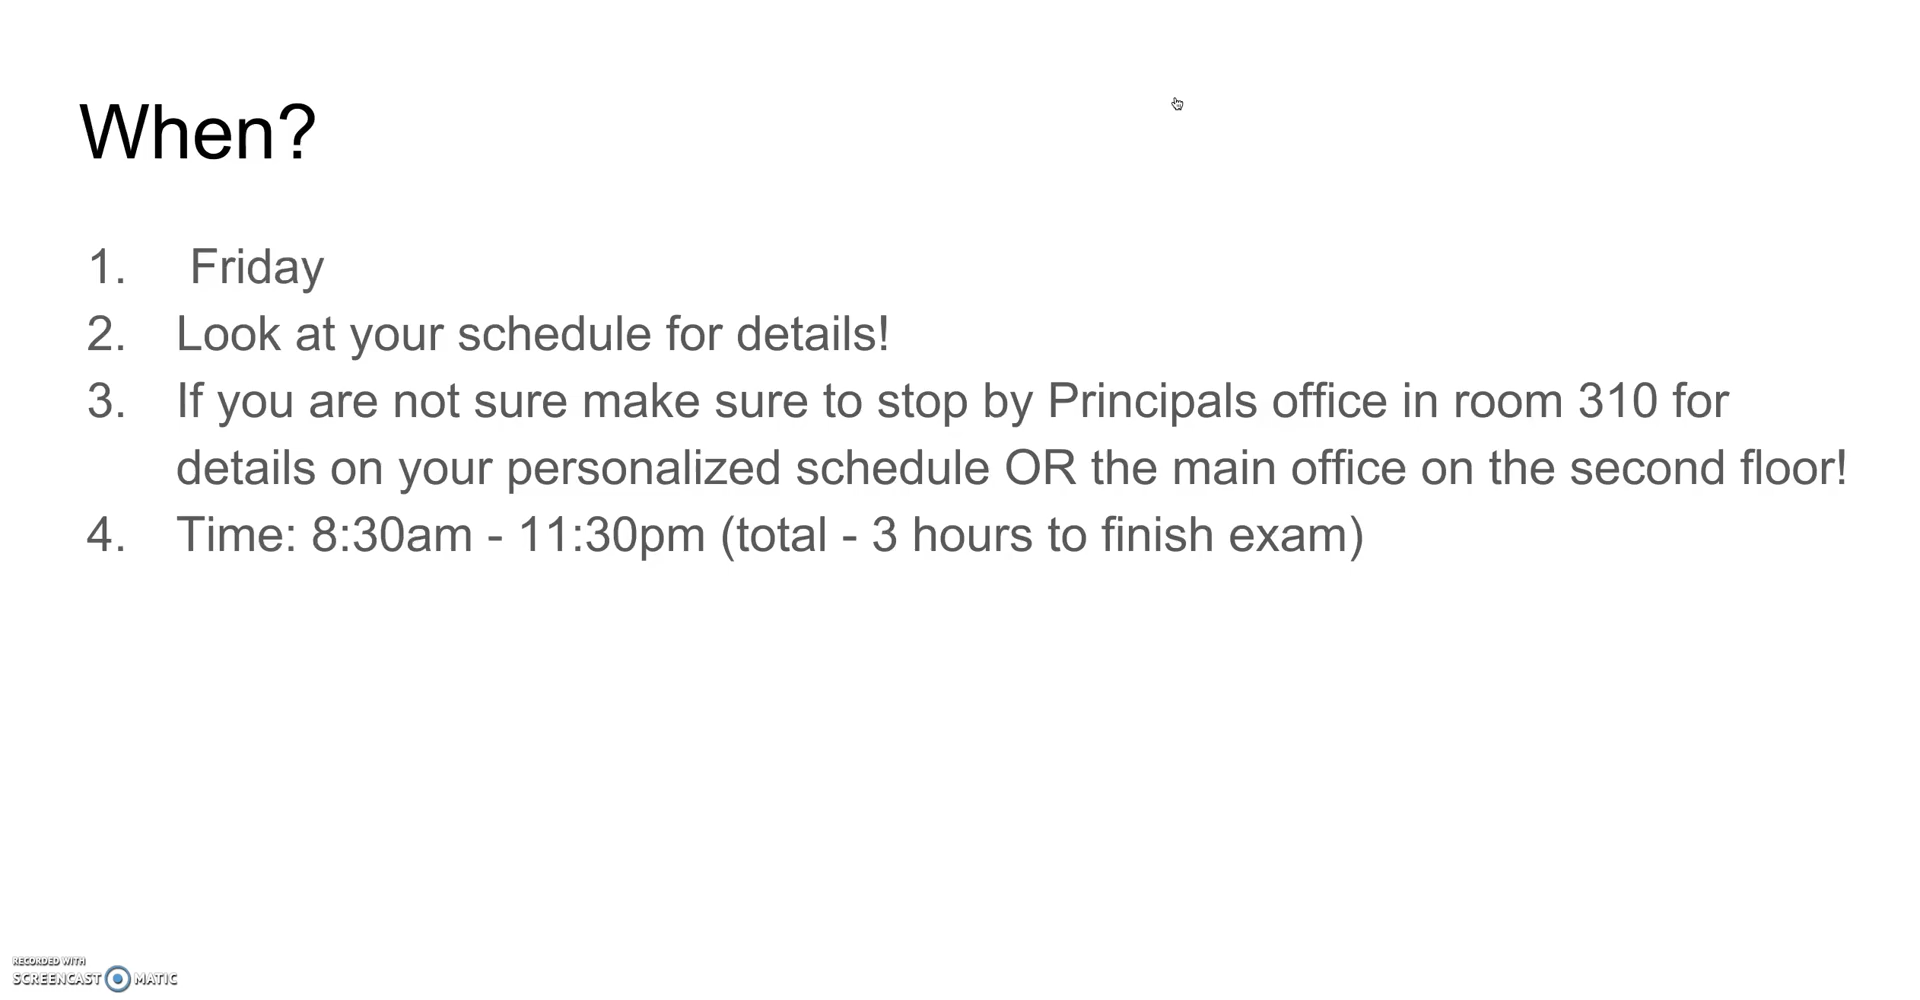 When?
1. Friday
2. Look at your schedule for details!
3. If you are not sure make sure to stop by Principals office in room 310 for
details on your personalized schedule OR the main office on the second floor!
4. Time: 8:30am - 11:30pm (total - 3 hours to finish exam)
RECORDED WITH
SCREENCAST MATIC